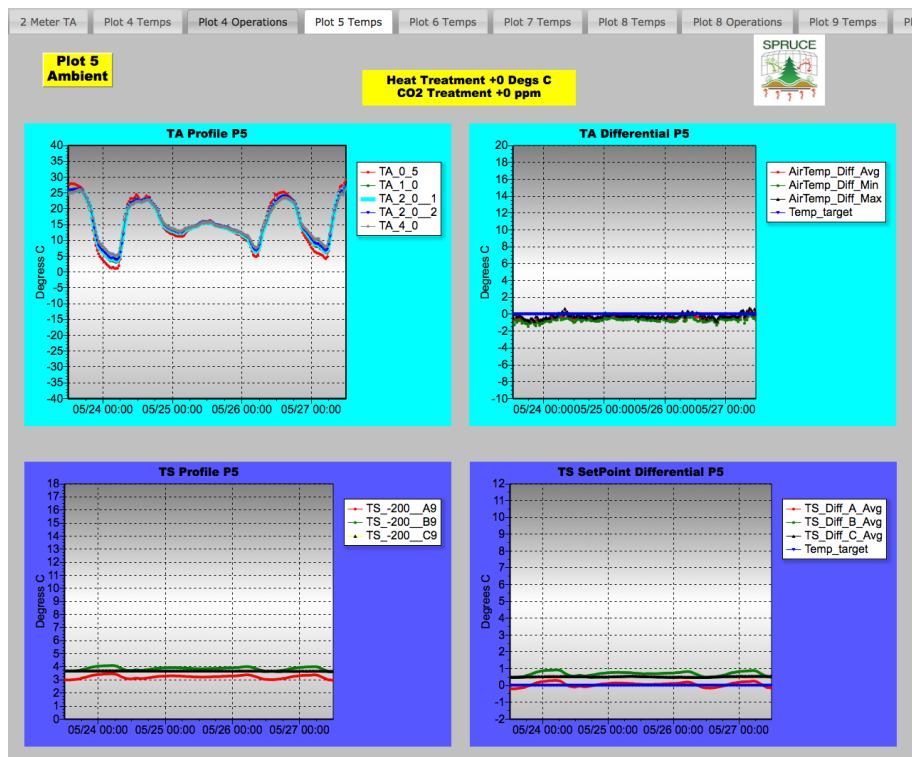 2 Meter TA Plot 4 Temps Plot 4 Operations Plot 5 Temps Plot 6 Temps Plot 7 Temps Plot 8 Temps Plot 8 Operations Plot 9 Temps
Plot 5
Ambient
Heat Treatment +0 Degs C
CO2 Treatment +0 ppm
SPRUCE
TA Profile P5
Degress C
40
35
30
25
20
15
10
5
0
-5
-10
-15
-20
-25
-30
-35
-40
05/24 00:00 05/25 00:00 05/26 00:00 05/27 00:00
TA_0_5
TA_1_0
TA_2_0__1
TA_2_0__2
TA_4_0
TA Differential P5
Degrees C
20
18
16
14
12
10
8
6
4
2
0
-2
-4
-6
-8
-10
05/24 00:00 05/25 00:00 05/26 00:00 05/27 00:00
AirTemp_Diff_Avg
AirTemp_Diff_Min
AirTemp_Diff_Max
Temp_target
TS Profile P5
Degrees C
18
17
16
15
14
13
12
11
10
9
8
7
6
5
4
3
2
1
0
05/24 00:00 05/25 00:00 05/26 00:00 05/27 00:00
TS_-200__A9
TS_-200__B9
TS_-200__C9
TS SetPoint Differential P5
Degrees C
12
11
10
9
8
7
6
5
4
3
2
1
0
-1
-2
05/24 00:00 05/25 00:00 05/26 00:00 05/27 00:00
TS_Diff_A_Avg
TS_Diff_B_Avg
TS_Diff_C_Avg
Temp_target